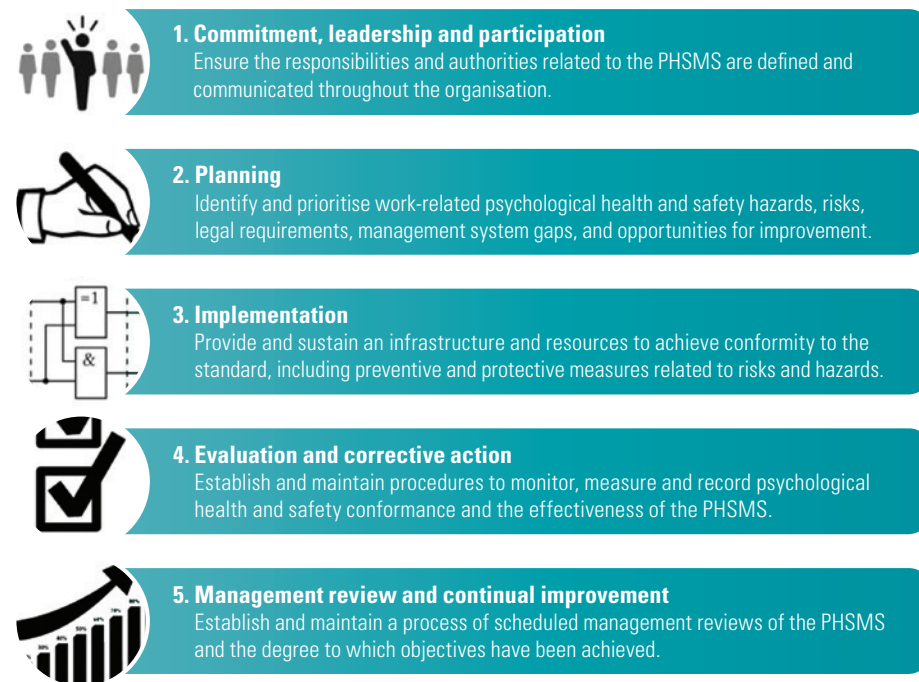 1. Commitment, leadership and participation
Ensure the responsibilities and authorities related to the PHSMS are defined and
communicated throughout the organisation.
2. Planning
Identify and prioritise work-related psychological health and safety hazards, risks,
legal requirements, management system gaps, and opportunities for improvement.
=1
&
3. Implementation
Provide and sustain an infrastructure and resources to achieve conformity to the
standard, including preventive and protective measures related to risks and hazards.
4. Evaluation and corrective action
Establish and maintain procedures to monitor, measure and record psychological
health and safety conformance and the effectiveness of the PHSMS.
5. Management review and continual improvement
Establish and maintain a process of scheduled management reviews of the PHSMS
and the degree to which objectives have been achieved.